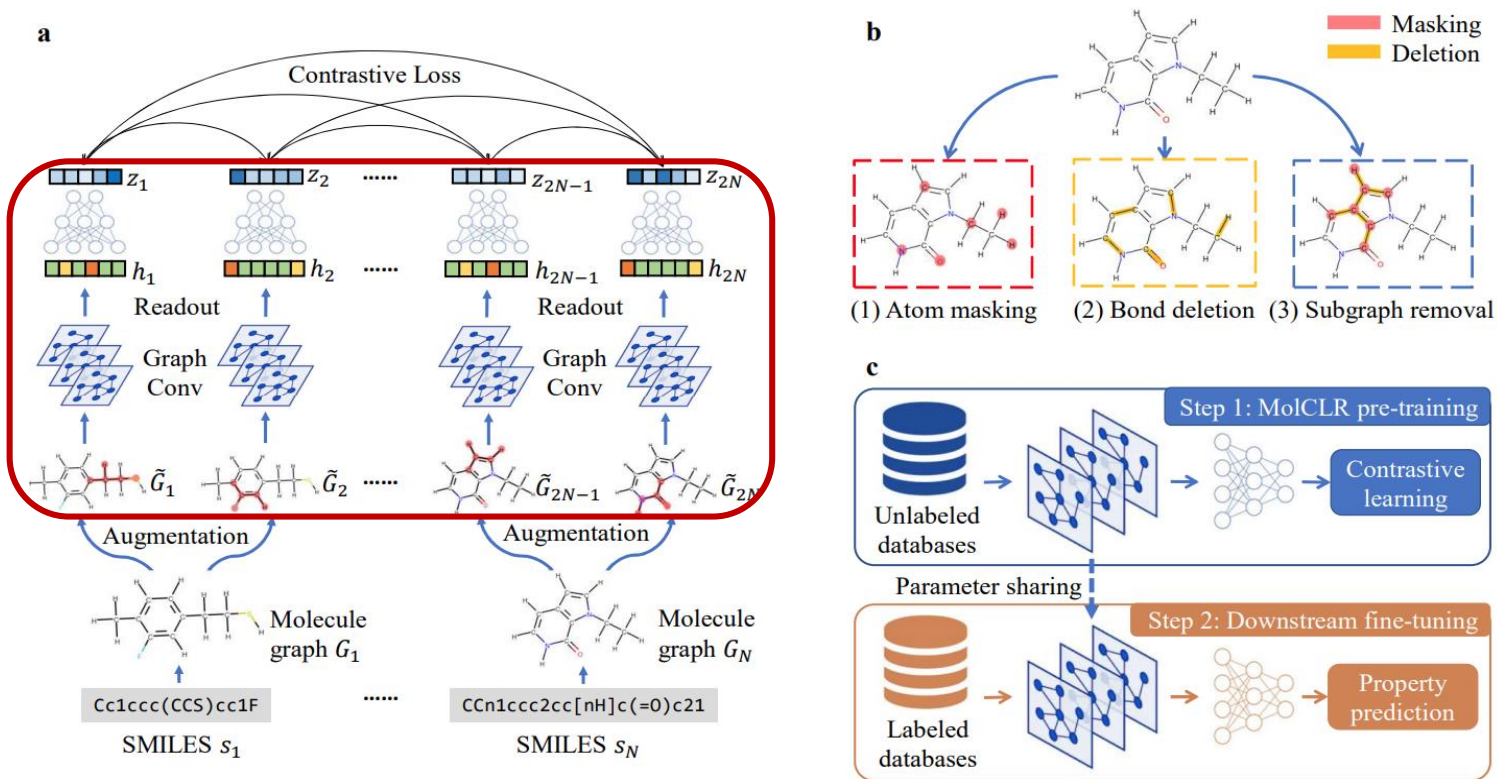 a
Contrastive Loss
z₁
z₂
......
z₂N₋₁
z₂N
h₁
h₂
......
h₂N₋₁
h₂N
Readout
Readout
Graph
Conv
Graph
Conv
G̃₁
G̃₂
......
G̃₂N₋₁
G̃₂N
Augmentation
Augmentation
Molecule
graph G₁
Molecule
graph G_N
Cc1ccc(CCS)cc1F
......
CCn1ccc2cc[nH]c(=O)c21
SMILES s₁
SMILES s_N
b
Masking
Deletion
(1) Atom masking
(2) Bond deletion
(3) Subgraph removal
c
Step 1: MolCLR pre-training
Unlabeled
databases
Contrastive
learning
Parameter sharing
Step 2: Downstream fine-tuning
Labeled
databases
Property
prediction